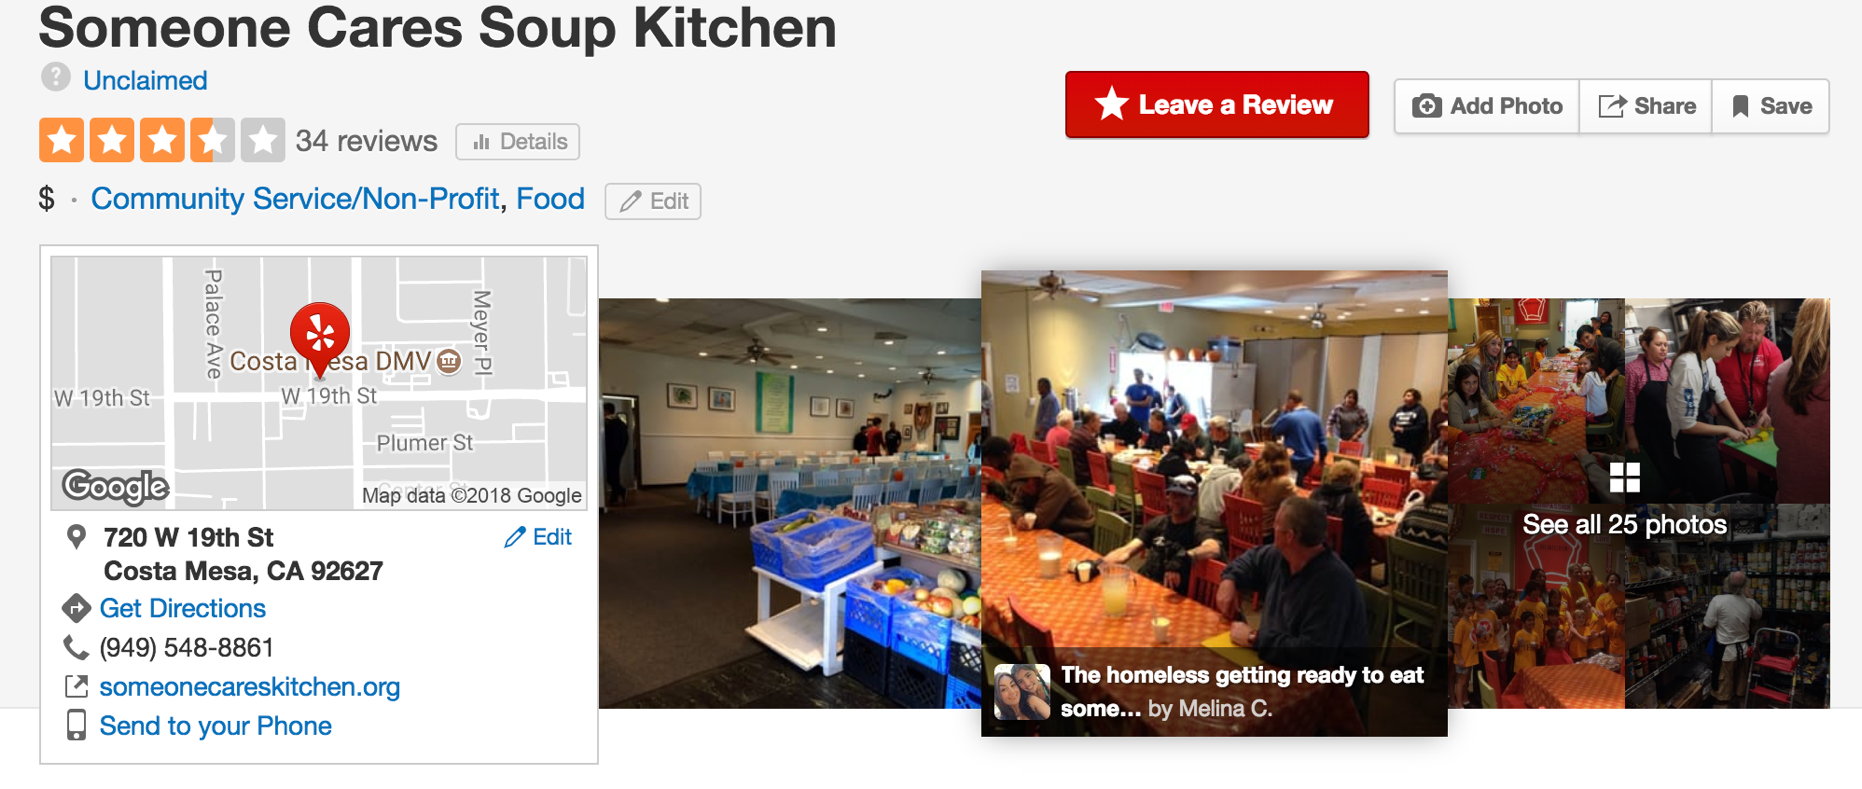 Someone Cares Soup Kitchen
Unclaimed
34 reviews
Details
$ · Community Service/Non-Profit, Food
Edit
Leave a Review
Add Photo
Share
Save
Palace Ave
Meyer Pl
Costa Mesa DMV
W 19th St
W 19th St
Plumer St
Center St
Google
Map data ©2018 Google
720 W 19th St
Costa Mesa, CA 92627
Edit
Get Directions
(949) 548-8861
someonecareskitchen.org
Send to your Phone
The homeless getting ready to eat
some... by Melina C.
See all 25 photos